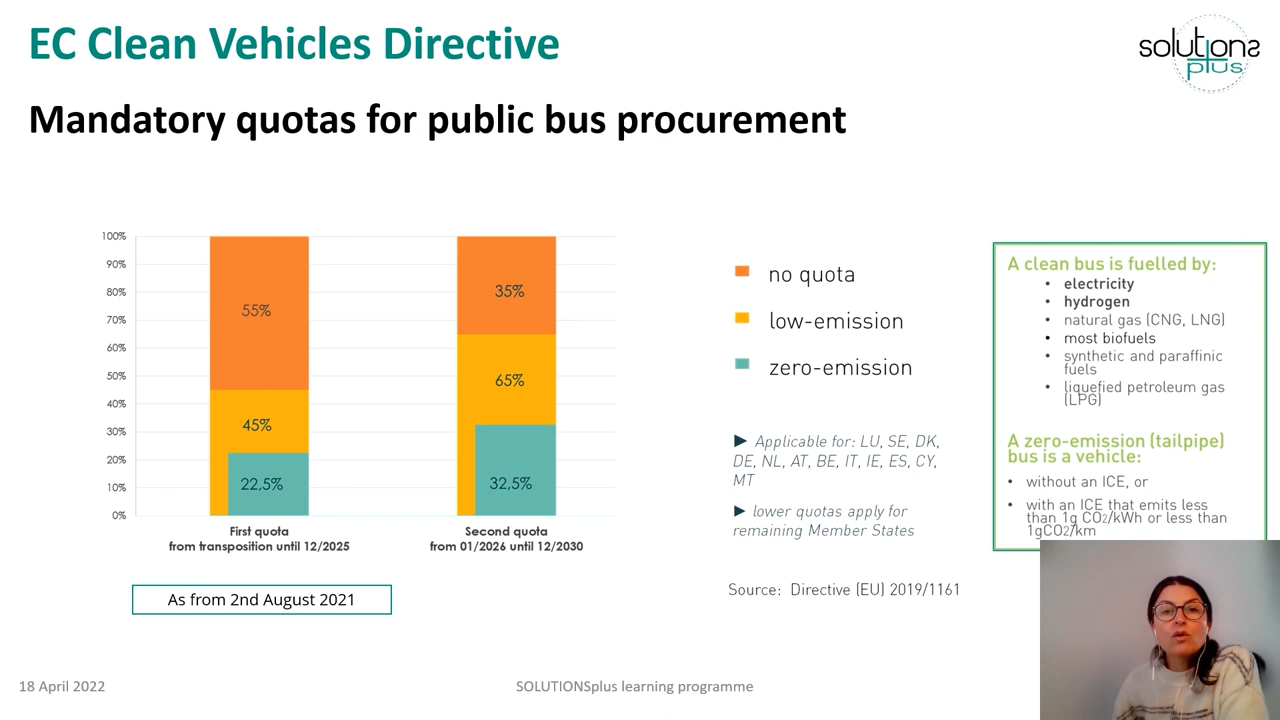 EC Clean Vehicles Directive
solutions
plus
Mandatory quotas for public bus procurement
100%
90%
80%
70%
60%
50%
40%
30%
20%
10%
0%
55%
45%
22,5%
35%
65%
32,5%
First quota
from transposition until 12/2025
Second quota
from 01/2026 until 12/2030
As from 2nd August 2021
no quota
low-emission
zero-emission
► Applicable for: LU, SE, DK,
DE, NL, AT, BE, IT, IE, ES, CY,
MT
► lower quotas apply for
remaining Member States
Source: Directive (EU) 2019/1161
A clean bus is fuelled by:
• electricity
• hydrogen
• natural gas (CNG, LNG)
• most biofuels
• synthetic and paraffinic
fuels
• liquefied petroleum gas
(LPG)
A zero-emission (tailpipe)
bus is a vehicle:
• without an ICE, or
• with an ICE that emits less
than 1g CO2/kWh or less than
1gCO2/km
18 April 2022
SOLUTIONSplus learning programme